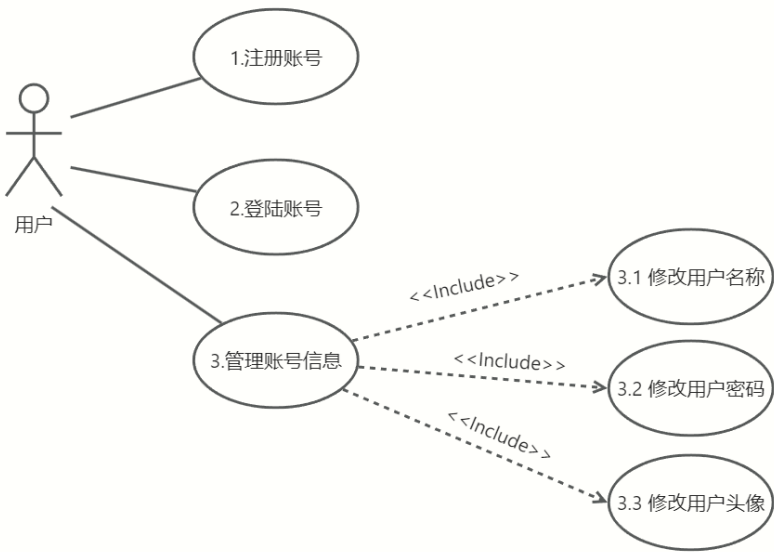 1.注册账号
用户
2.登陆账号
3.管理账号信息
<<Include>>
3.1 修改用户名称
<<Include>>
3.2 修改用户密码
<<Include>>
3.3 修改用户头像